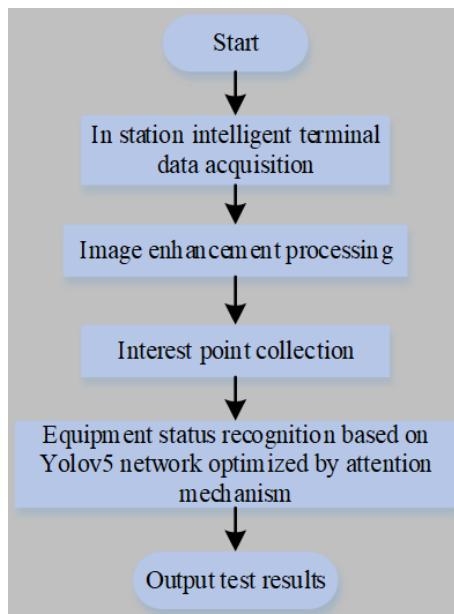 Start
In station intelligent terminal
data acquisition
Image enhancement processing
Interest point collection
Equipment status recognition based on
Yolov5 network optimized by attention
mechanism
Output test results